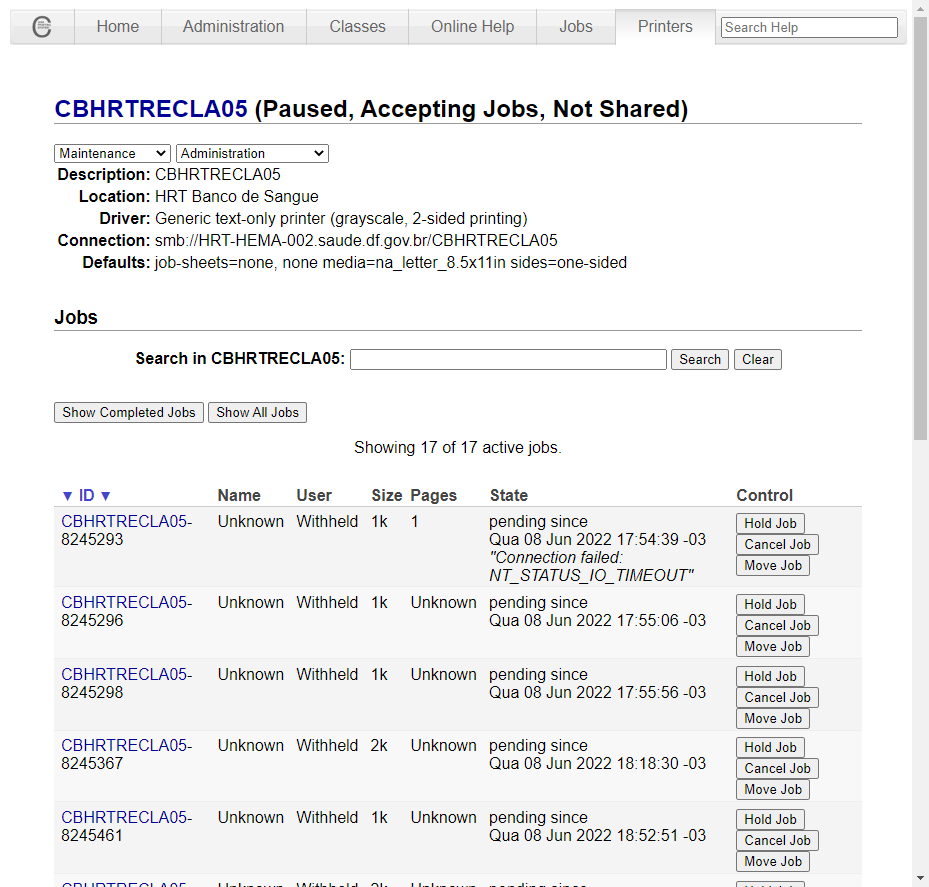 Home Administration Classes Online Help Jobs Printers Search Help
CBHRTRECLA05 (Paused, Accepting Jobs, Not Shared)
Maintenance Administration
Description: CBHRTRECLA05
Location: HRT Banco de Sangue
Driver: Generic text-only printer (grayscale, 2-sided printing)
Connection: smb://HRT-HEMA-002.saude.df.gov.br/CBHRTRECLA05
Defaults: job-sheets=none, none media=na_letter_8.5x11in sides=one-sided
Jobs
Search in CBHRTRECLA05: Search Clear
Show Completed Jobs Show All Jobs
Showing 17 of 17 active jobs.
▼ ID ▼ Name User Size Pages State Control
CBHRTRECLA05- Unknown Withheld 1k 1 pending since Hold Job
8245293 Qua 08 Jun 2022 17:54:39 -03 Cancel Job
"Connection failed: Move Job
NT_STATUS_IO_TIMEOUT"
CBHRTRECLA05- Unknown Withheld 1k Unknown pending since Hold Job
8245296 Qua 08 Jun 2022 17:55:06 -03 Cancel Job
Move Job
CBHRTRECLA05- Unknown Withheld 1k Unknown pending since Hold Job
8245298 Qua 08 Jun 2022 17:55:56 -03 Cancel Job
Move Job
CBHRTRECLA05- Unknown Withheld 2k Unknown pending since Hold Job
8245367 Qua 08 Jun 2022 18:18:30 -03 Cancel Job
Move Job
CBHRTRECLA05- Unknown Withheld 1k Unknown pending since Hold Job
8245461 Qua 08 Jun 2022 18:52:51 -03 Cancel Job
Move Job